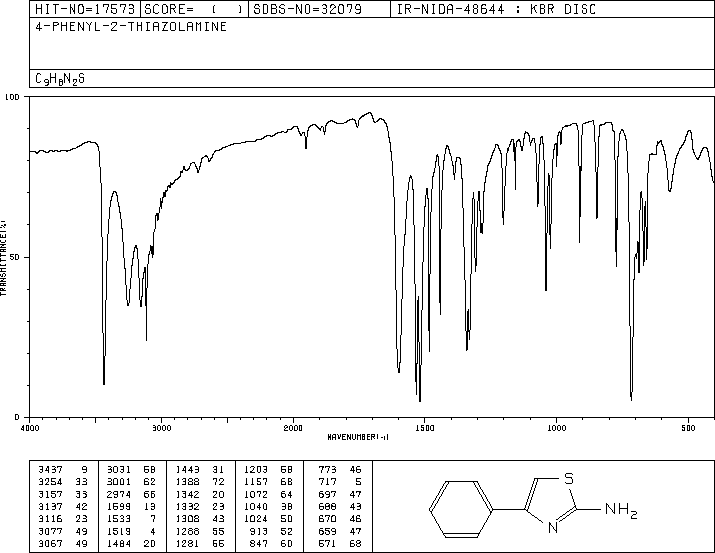 HIT-NO=17573 SCORE= ( ) SDBS-NO=32079 IR-NIDA-48644 : KBR DISC
4-PHENYL-2-THIAZOLAMINE
C9H8N2S
100
50
0
TRANSMITTANCE(%)
4000 3000 2000 1500 1000 500
WAVENUMBER(-1)
3437 9 3031 58 1443 31 1203 58 773 46
3254 33 3001 62 1388 72 1157 68 717 5
3157 33 2974 66 1342 20 1072 64 697 47
3137 42 1599 13 1332 23 1040 38 688 43
3116 23 1533 7 1308 43 1024 50 670 46
3077 49 1519 4 1288 55 913 52 659 47
3067 49 1484 20 1281 55 847 60 571 68
S
N
NH2